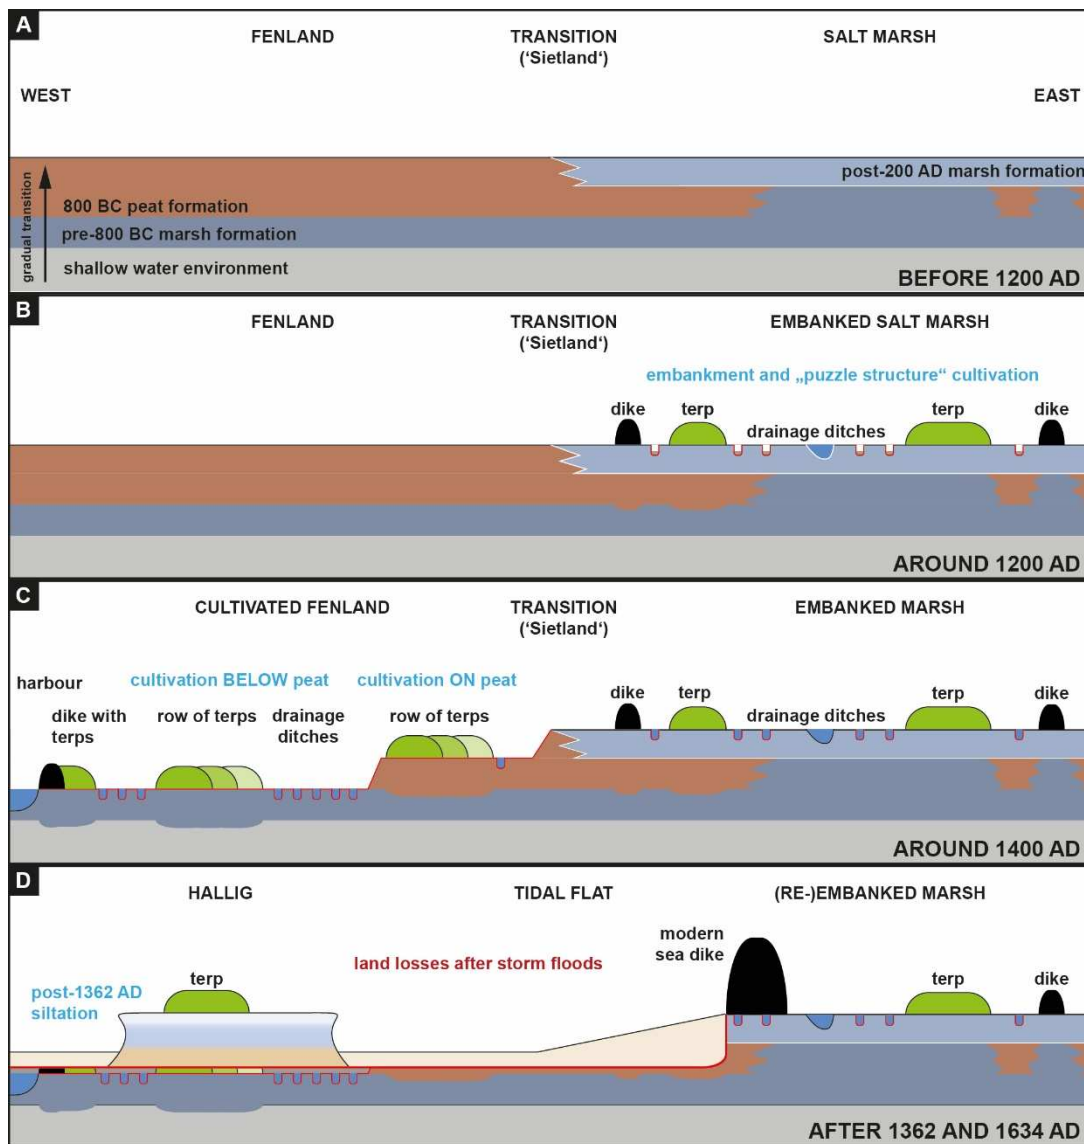 A
FENLAND
TRANSITION
('Sietland')
SALT MARSH
WEST
EAST
gradual transition
post-200 AD marsh formation
800 BC peat formation
pre-800 BC marsh formation
shallow water environment
BEFORE 1200 AD
B
FENLAND
TRANSITION
('Sietland')
EMBANKED SALT MARSH
embankment and „puzzle structure“ cultivation
dike
terp
drainage ditches
terp
dike
AROUND 1200 AD
C
CULTIVATED FENLAND
TRANSITION
('Sietland')
EMBANKED MARSH
harbour
cultivation BELOW peat
cultivation ON peat
dike with
terps
row of terps
drainage
ditches
row of terps
dike
terp
drainage ditches
terp
dike
AROUND 1400 AD
D
HALLIG
TIDAL FLAT
(RE-)EMBANKED MARSH
modern
sea dike
land losses after storm floods
post-1362 AD
siltation
terp
terp
dike
AFTER 1362 AND 1634 AD